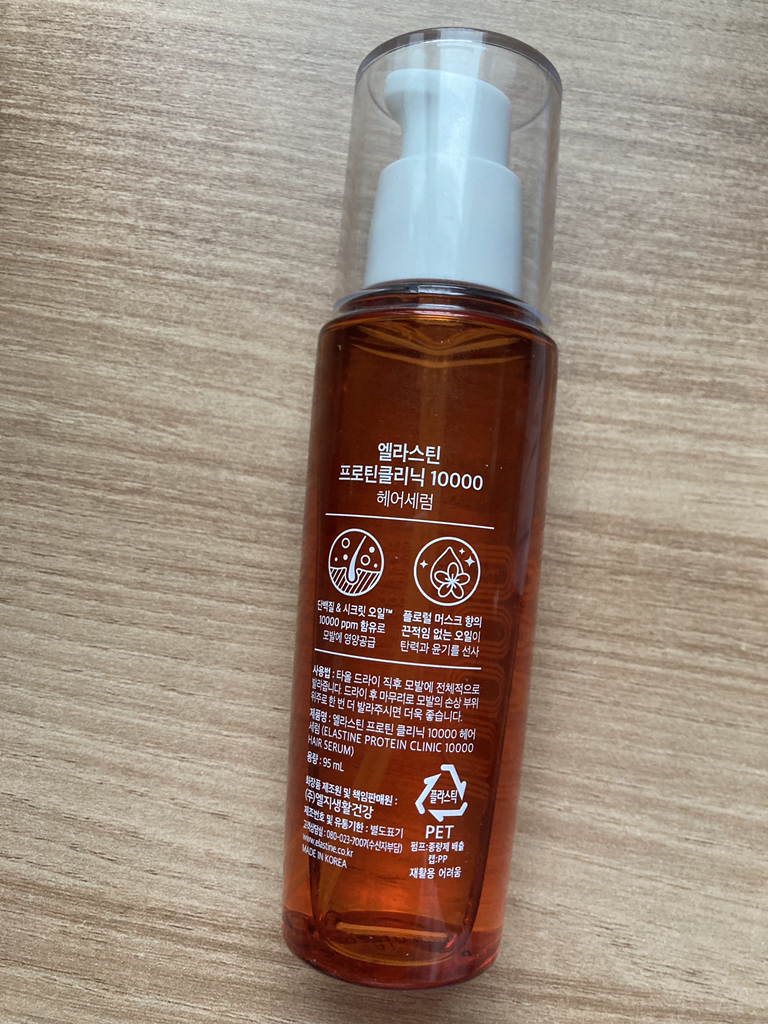 엘라스틴
프로틴클리닉 10000
헤어세럼
단백질 & 시크릿 오일™
10000 ppm 함유로
모발에 영양공급
플로럴 머스크 향의
끈적임 없는 오일이
탄력과 윤기를 선사
사용법 : 타올 드라이 직후 모발에 전체적으로
발라줍니다. 드라이 후 마무리로 모발의 손상 부위
위주로 한 번 더 발라주시면 더욱 좋습니다.
제품명 : 엘라스틴 프로틴 클리닉 10000 헤어
세럼 (ELASTINE PROTEIN CLINIC 10000
HAIR SERUM)
용량 : 95 mL
화장품 제조원 및 책임판매원 :
(주)엘지생활건강
제조번호 및 유통기한 : 별도표기
고객상담실 : 080-023-7007(수신자부담)
www.elastine.co.kr
MADE IN KOREA
플라스틱
PET
펌프:종량제 배출
캡:PP
재활용 어려움